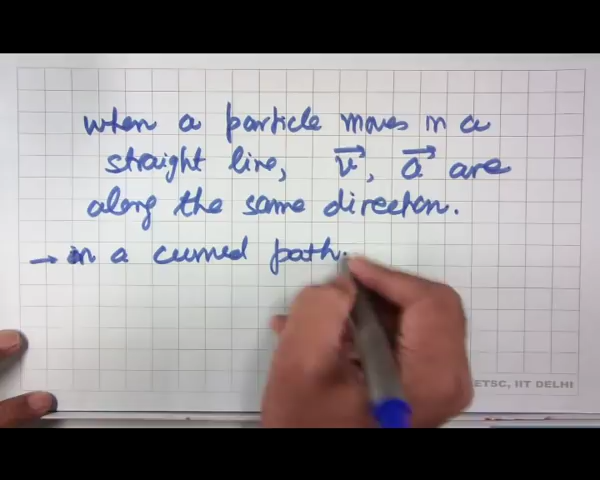 when a particle moves in a
straight line, v⃗, a⃗ are
along the same direction.
→ in a curved path.
ETSC, IIT DELHI